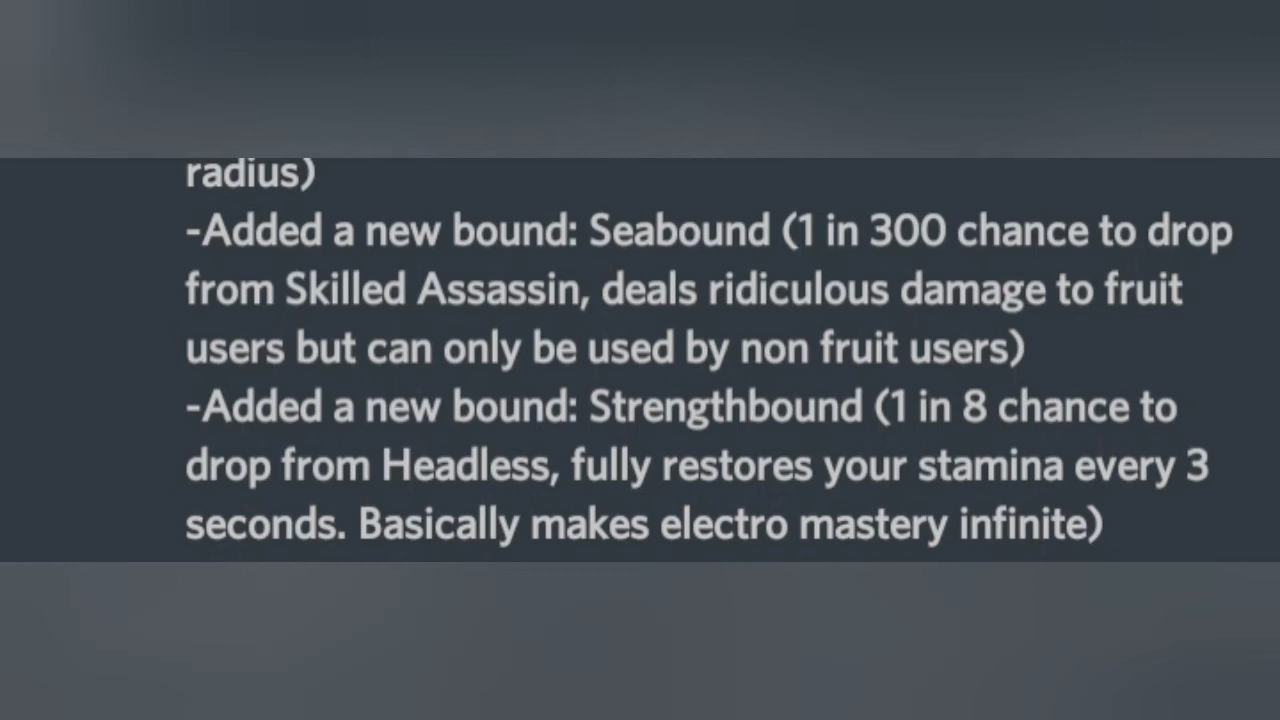 radius)
-Added a new bound: Seabound (1 in 300 chance to drop
from Skilled Assassin, deals ridiculous damage to fruit
users but can only be used by non fruit users)
-Added a new bound: Strengthbound (1 in 8 chance to
drop from Headless, fully restores your stamina every 3
seconds. Basically makes electro mastery infinite)